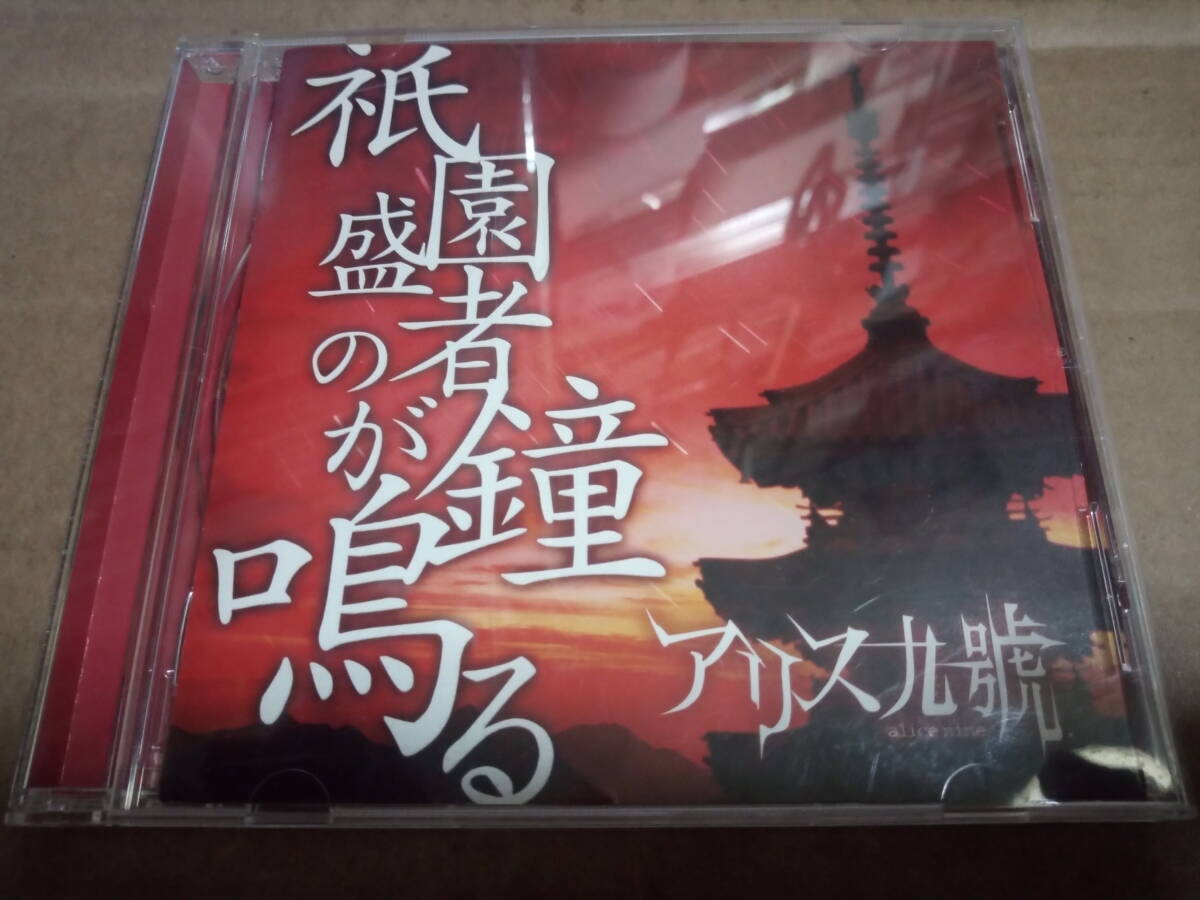 祇園盛者の鐘が鳴る
アリス九號
alice nine